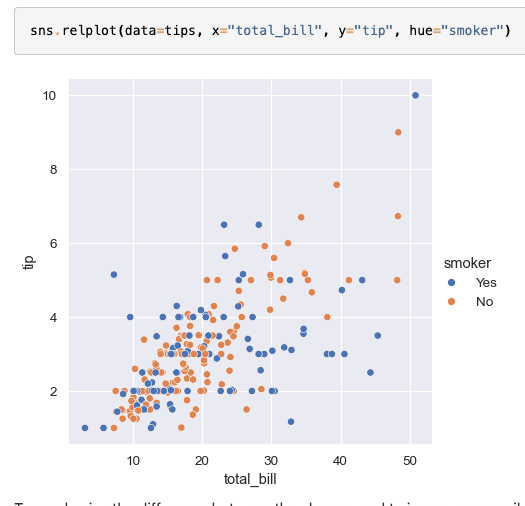 sns.relplot(data=tips, x="total_bill", y="tip", hue="smoker")
10
8
6
4
2
tip
10 20 30 40 50
total_bill
smoker
Yes
No